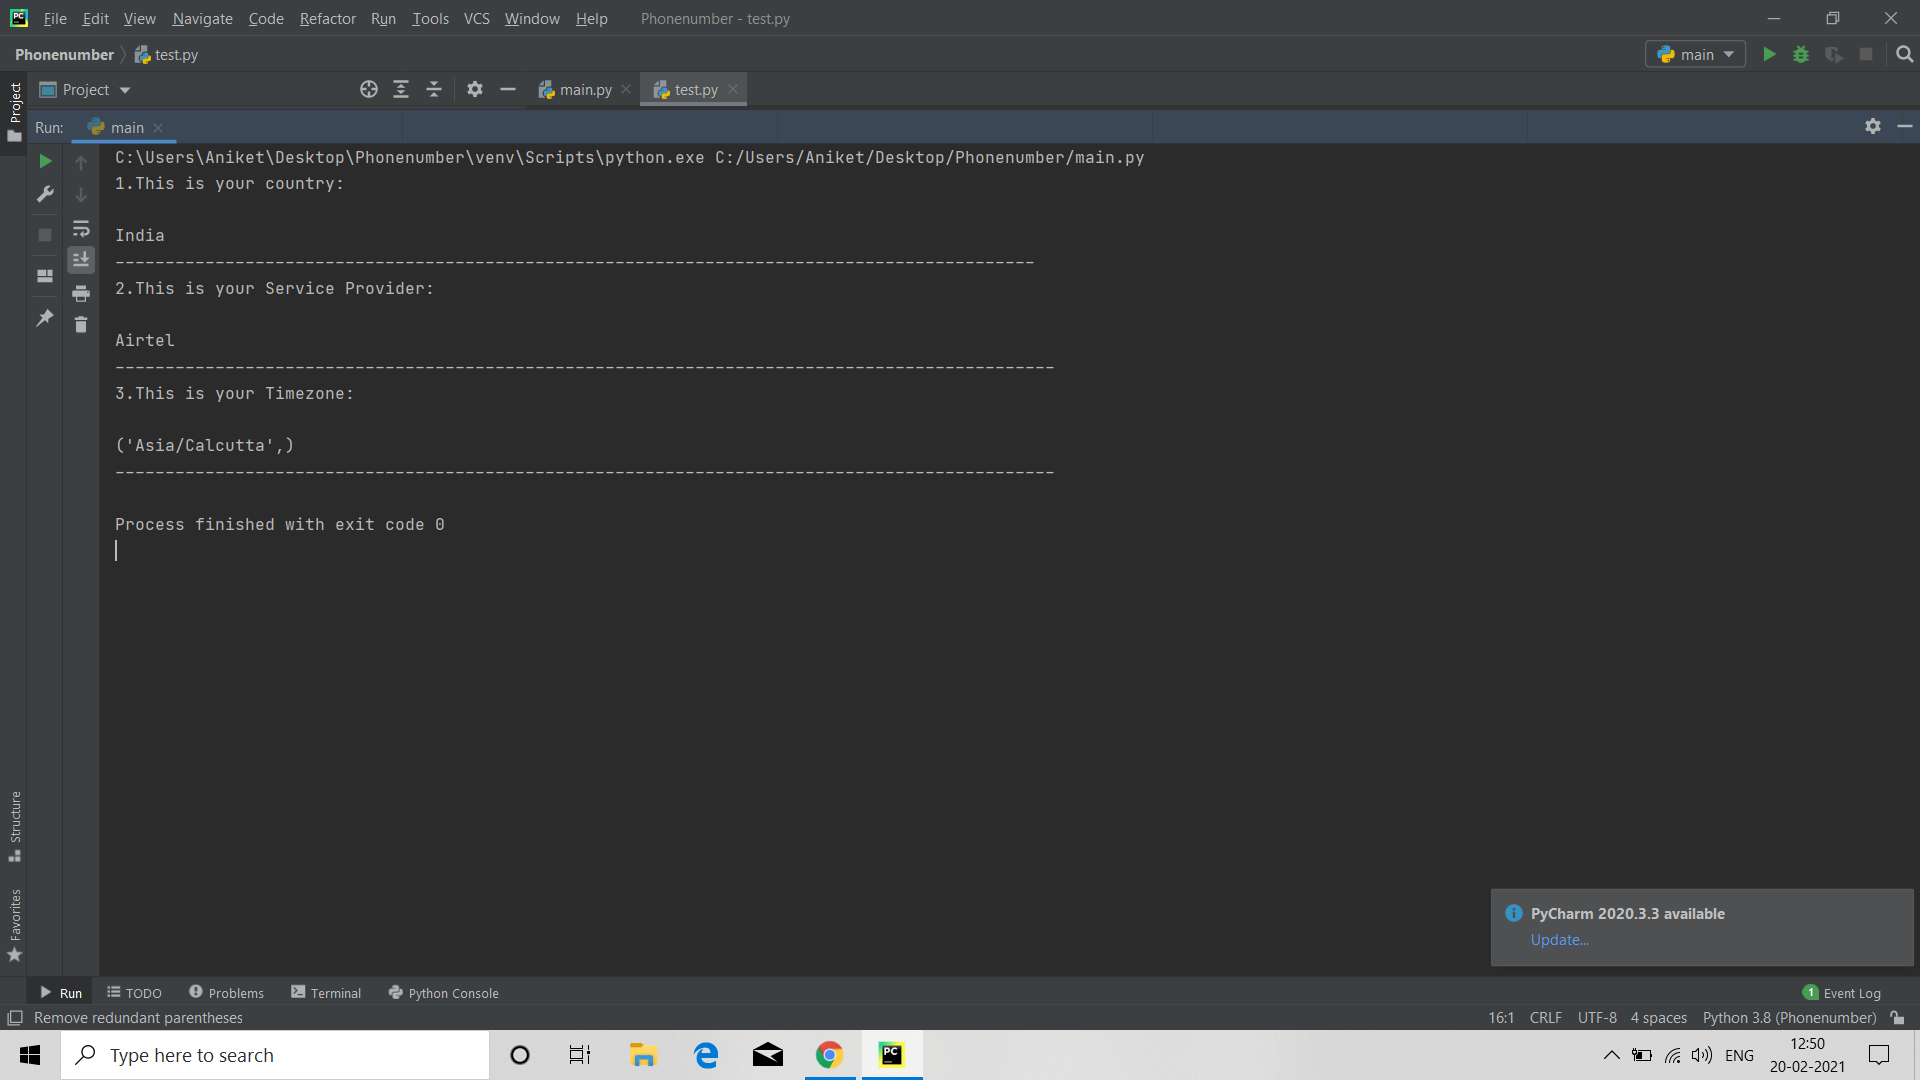 File Edit View Navigate Code Refactor Run Tools VCS Window Help Phonenumber - test.py
Phonenumber test.py main
Project main.py test.py
Project
Run: main
C:\Users\Aniket\Desktop\Phonenumber\venv\Scripts\python.exe C:/Users/Aniket/Desktop/Phonenumber/main.py
1.This is your country:
India
--------------------------------------------------------------------------------------------
2.This is your Service Provider:
Airtel
----------------------------------------------------------------------------------------------
3.This is your Timezone:
('Asia/Calcutta',)
----------------------------------------------------------------------------------------------
Process finished with exit code 0
Structure
Favorites
PyCharm 2020.3.3 available
Update...
Run TODO Problems Terminal Python Console 1 Event Log
Remove redundant parentheses 16:1 CRLF UTF-8 4 spaces Python 3.8 (Phonenumber)
Type here to search ENG 12:50
20-02-2021